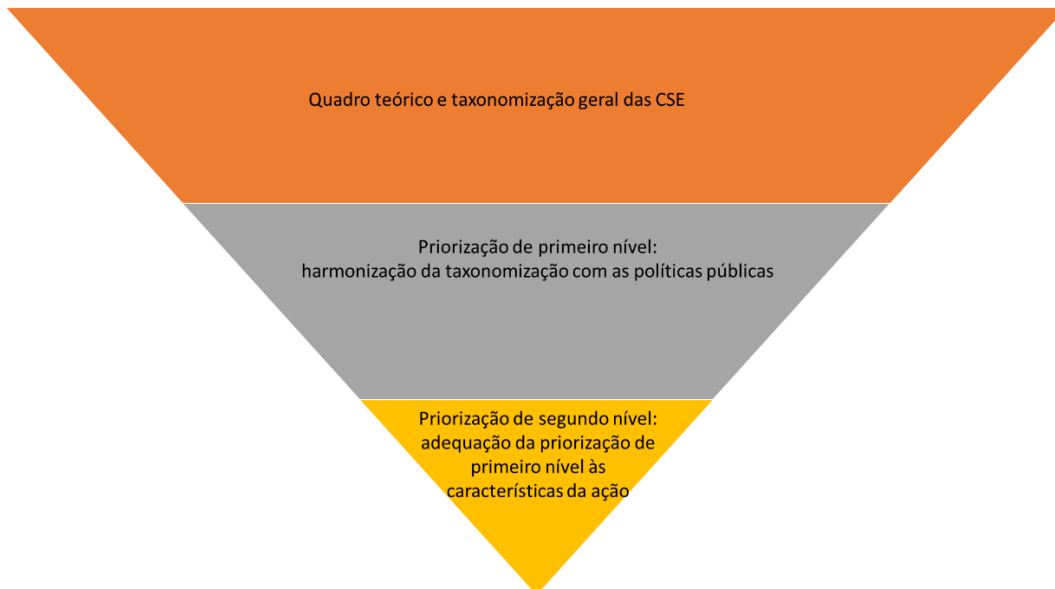 Quadro teórico e taxonomização geral das CSE
Priorização de primeiro nível:
harmonização da taxonomização com as políticas públicas
Priorização de segundo nível:
adequação da priorização de
primeiro nível às
características da ação